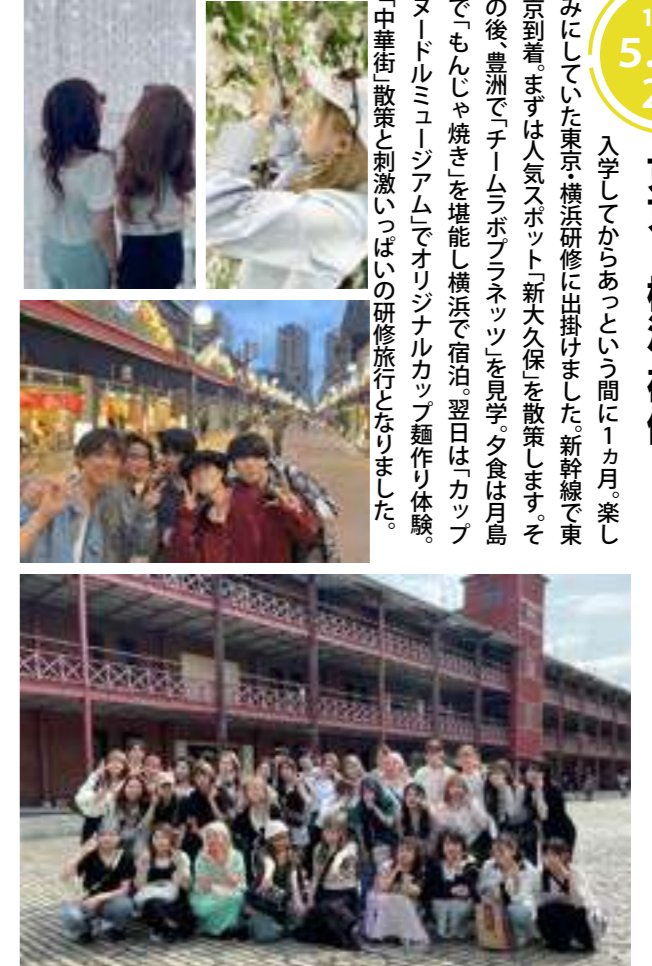 入学してからあっという間に1ヵ月。楽し
みにしていた東京・横浜研修に出掛けました。新幹線で東
京到着。まずは人気スポット「新大久保」を散策します。そ
の後、豊洲で「チームラボプラネッツ」を見学。夕食は月島
で「もんじゃ焼き」を堪能し横浜で宿泊。翌日は「カップ
ヌードルミュージアム」でオリジナルカップ麺作り体験。
「中華街」散策と刺激いっぱいの研修旅行となりました。